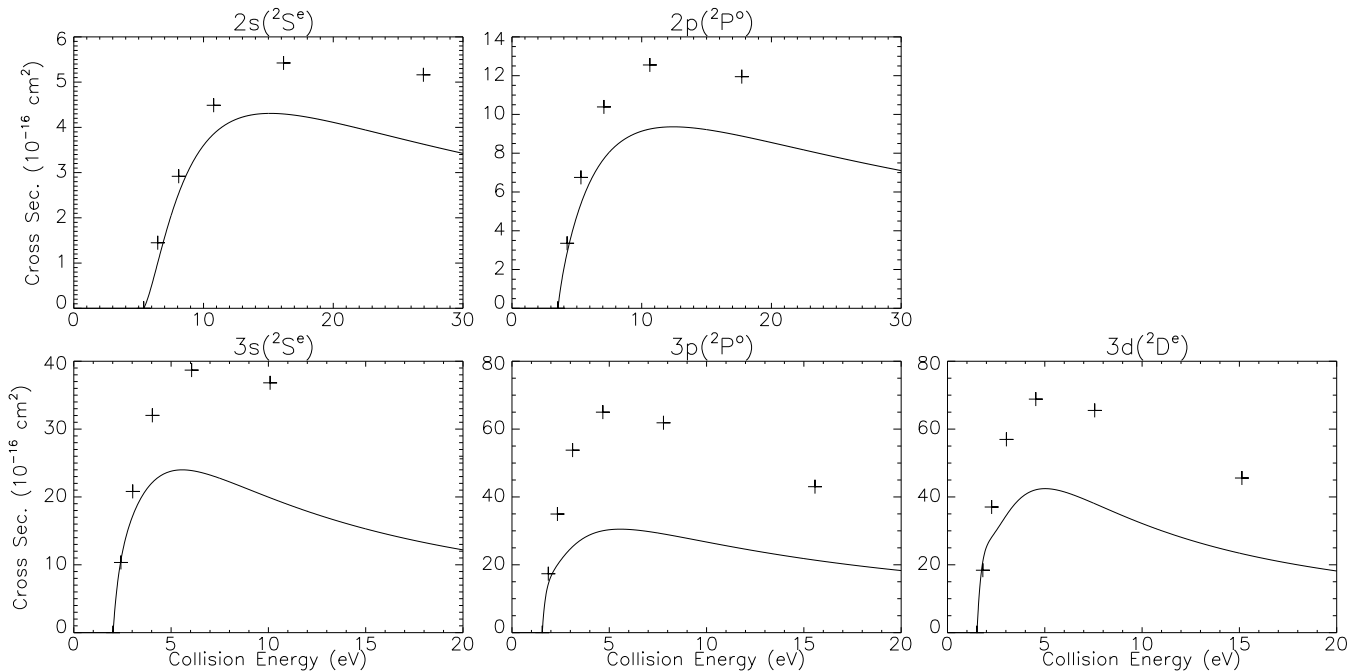 2s(²Sᵉ)
6
5
4
3
2
1
0
Cross Sec. (10⁻¹⁶ cm²)
0 10 20 30
2p(²Pᵒ)
14
12
10
8
6
4
2
0
0 10 20 30
3s(²Sᵉ)
40
30
20
10
0
Cross Sec. (10⁻¹⁶ cm²)
0 5 10 15 20
Collision Energy (eV)
3p(²Pᵒ)
80
60
40
20
0
0 5 10 15 20
Collision Energy (eV)
3d(²Dᵉ)
80
60
40
20
0
0 5 10 15 20
Collision Energy (eV)